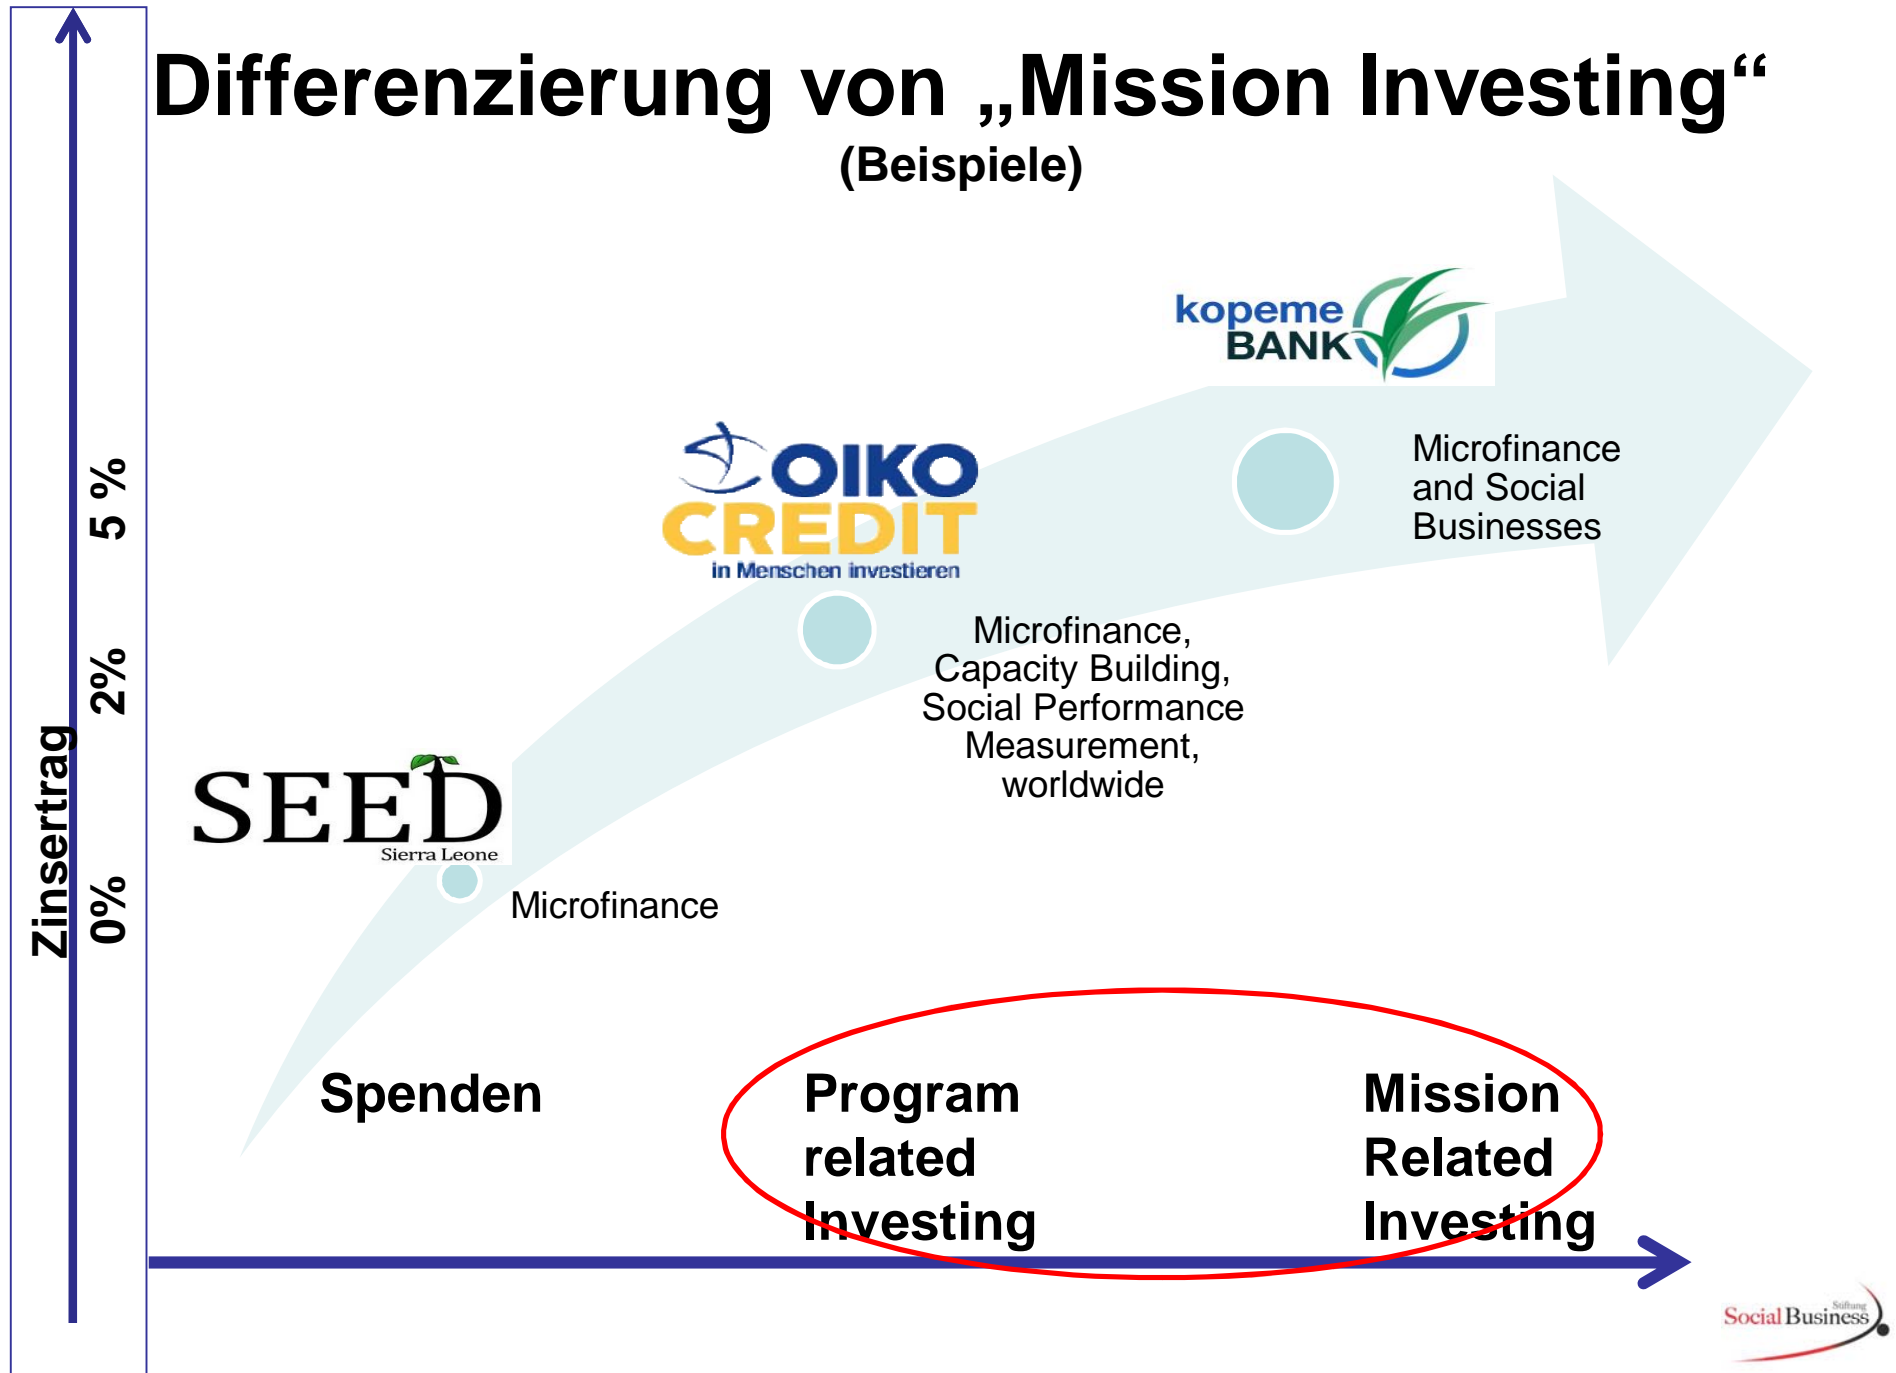 Differenzierung von „Mission Investing“
(Beispiele)
kopeme
BANK
Microfinance
and Social
Businesses
OIKO
CREDIT
in Menschen investieren
Microfinance,
Capacity Building,
Social Performance
Measurement,
worldwide
SEED
Sierra Leone
Microfinance
Zinsertrag
0% 2% 5 %
Spenden
Program
related
Investing
Mission
Related
Investing
Stiftung
Social Business